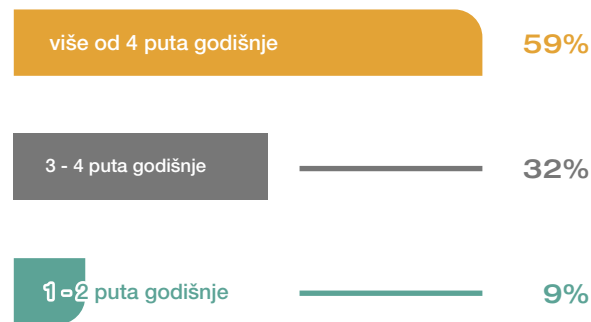 više od 4 puta godišnje 59%
3 - 4 puta godišnje 32%
1 - 2 puta godišnje 9%